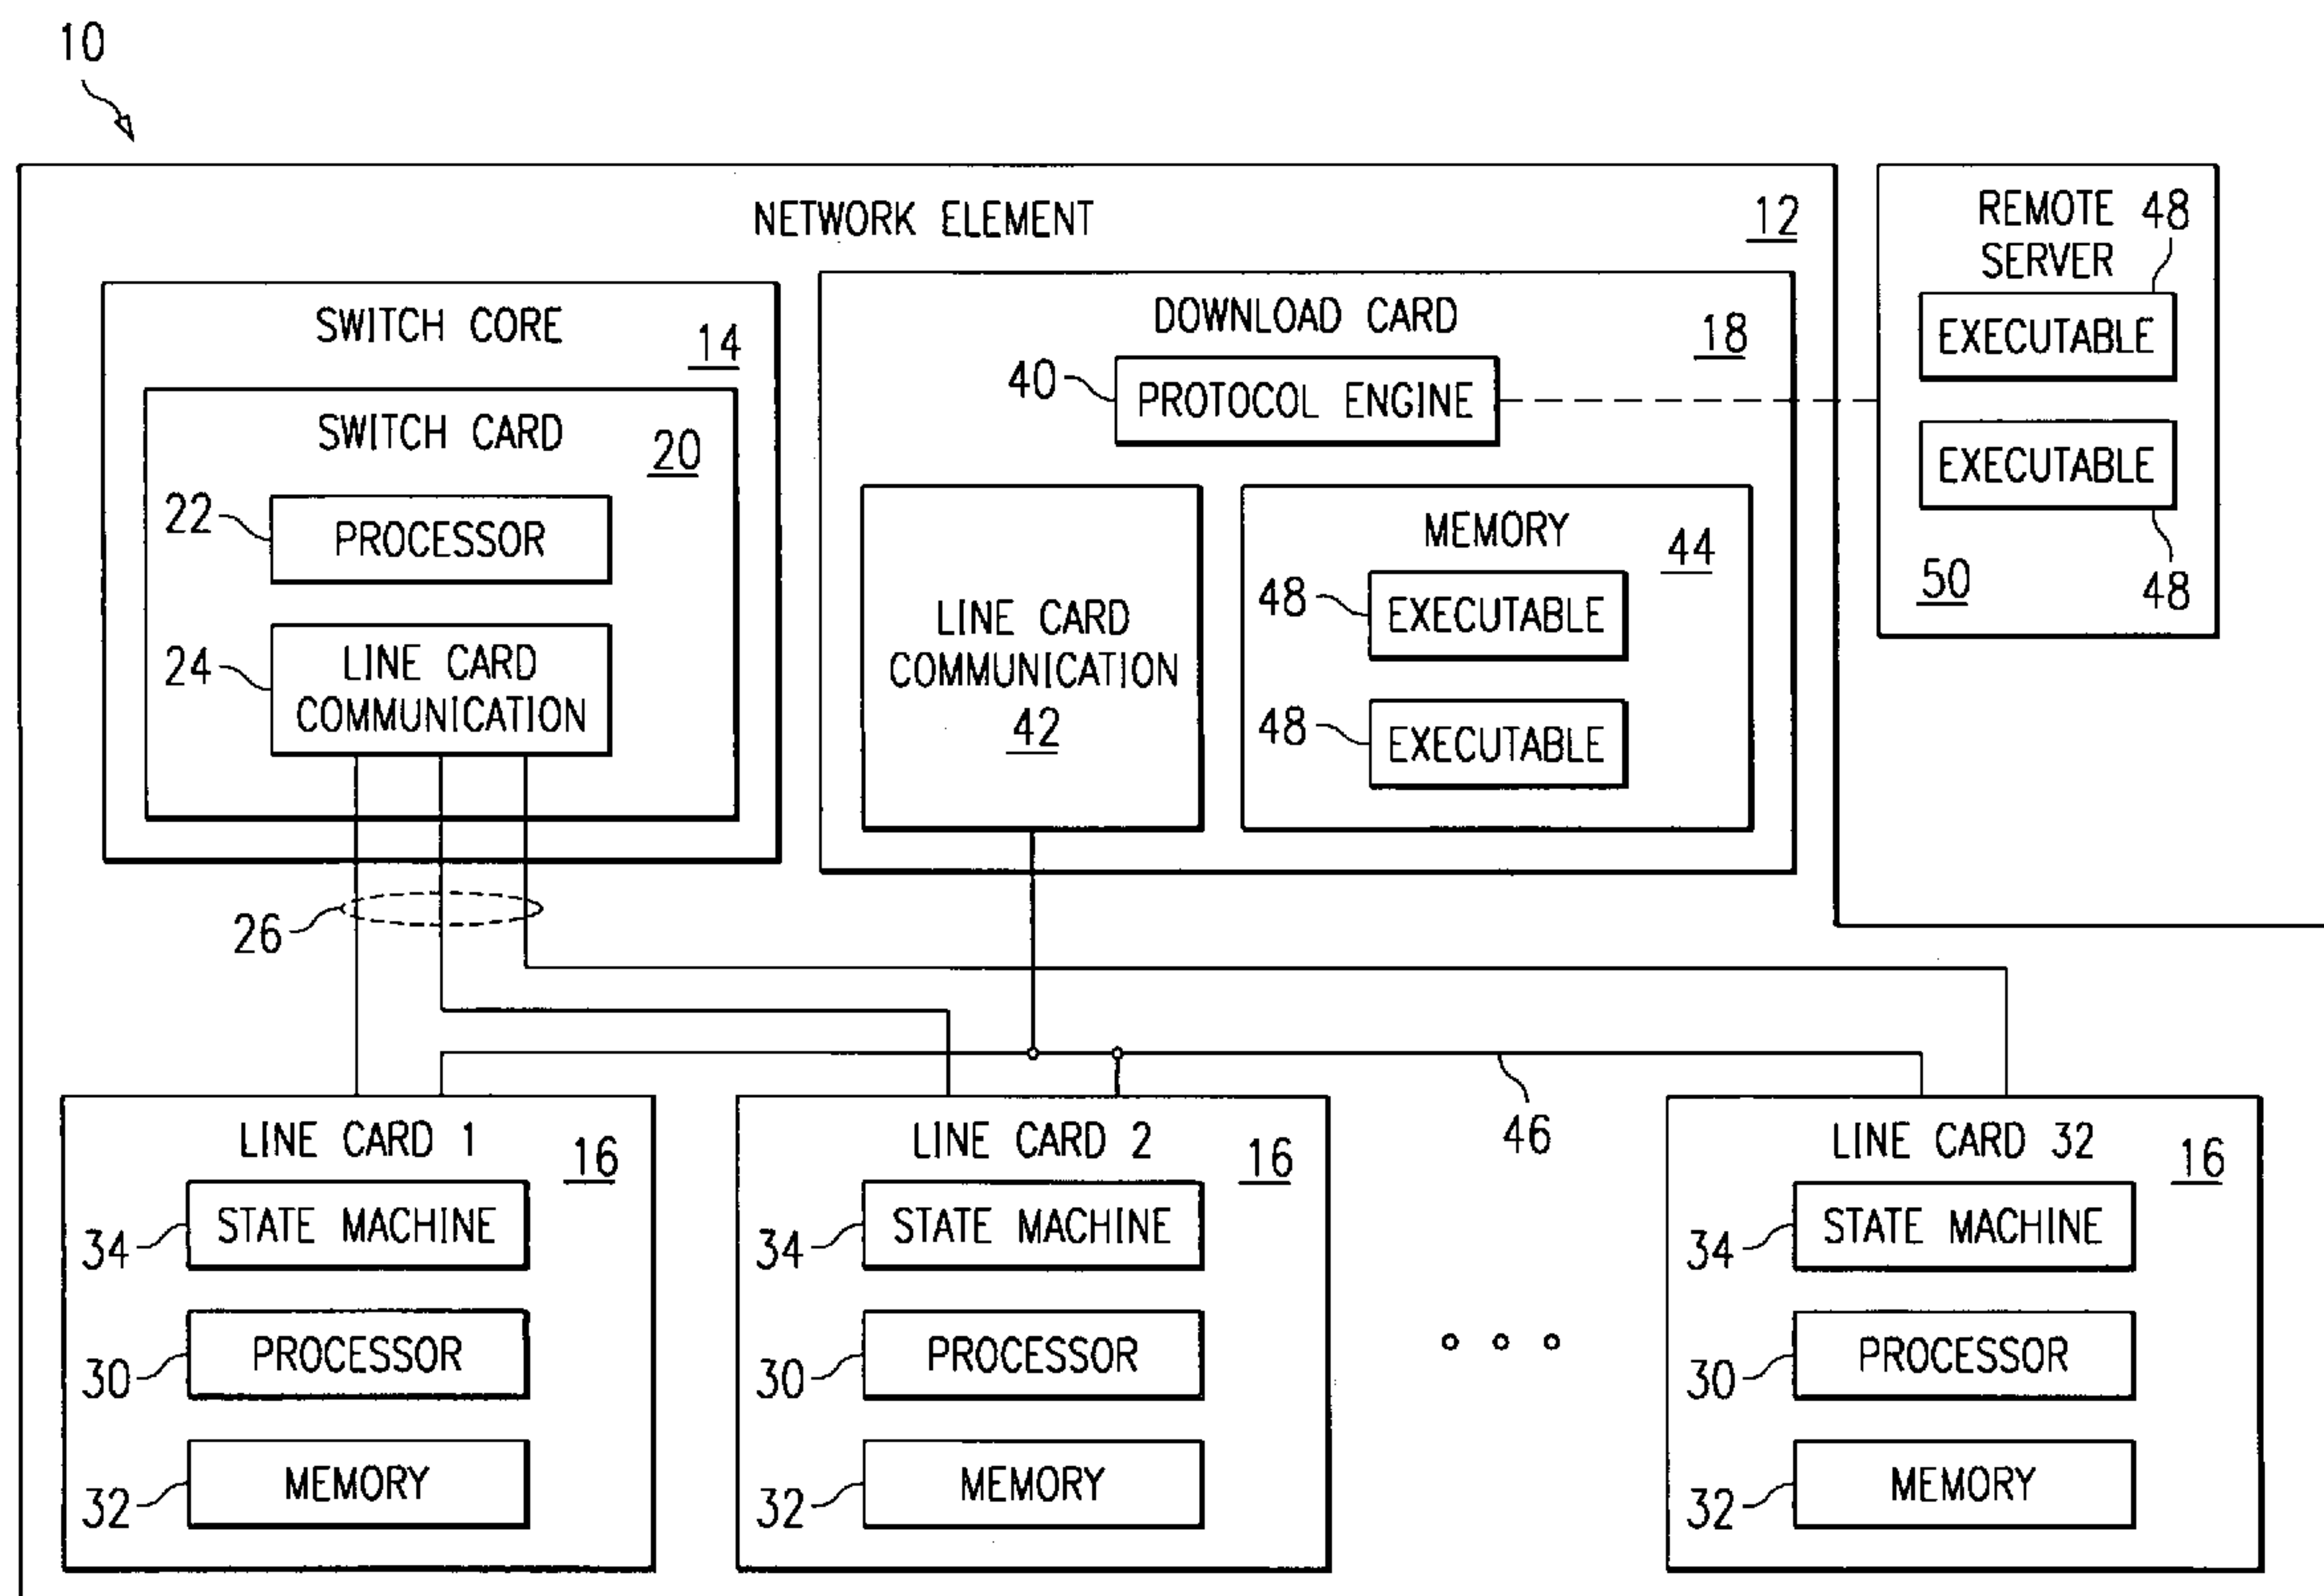 10
NETWORK ELEMENT
12
REMOTE 48
SERVER
EXECUTABLE
EXECUTABLE
50
48
SWITCH CORE
14
SWITCH CARD
20
22
PROCESSOR
24
LINE CARD
COMMUNICATION
26
DOWNLOAD CARD
18
40
PROTOCOL ENGINE
LINE CARD
COMMUNICATION
42
MEMORY
44
48
EXECUTABLE
48
EXECUTABLE
46
LINE CARD 1
16
34
STATE MACHINE
30
PROCESSOR
32
MEMORY
LINE CARD 2
16
34
STATE MACHINE
30
PROCESSOR
32
MEMORY
LINE CARD 32
16
34
STATE MACHINE
30
PROCESSOR
32
MEMORY